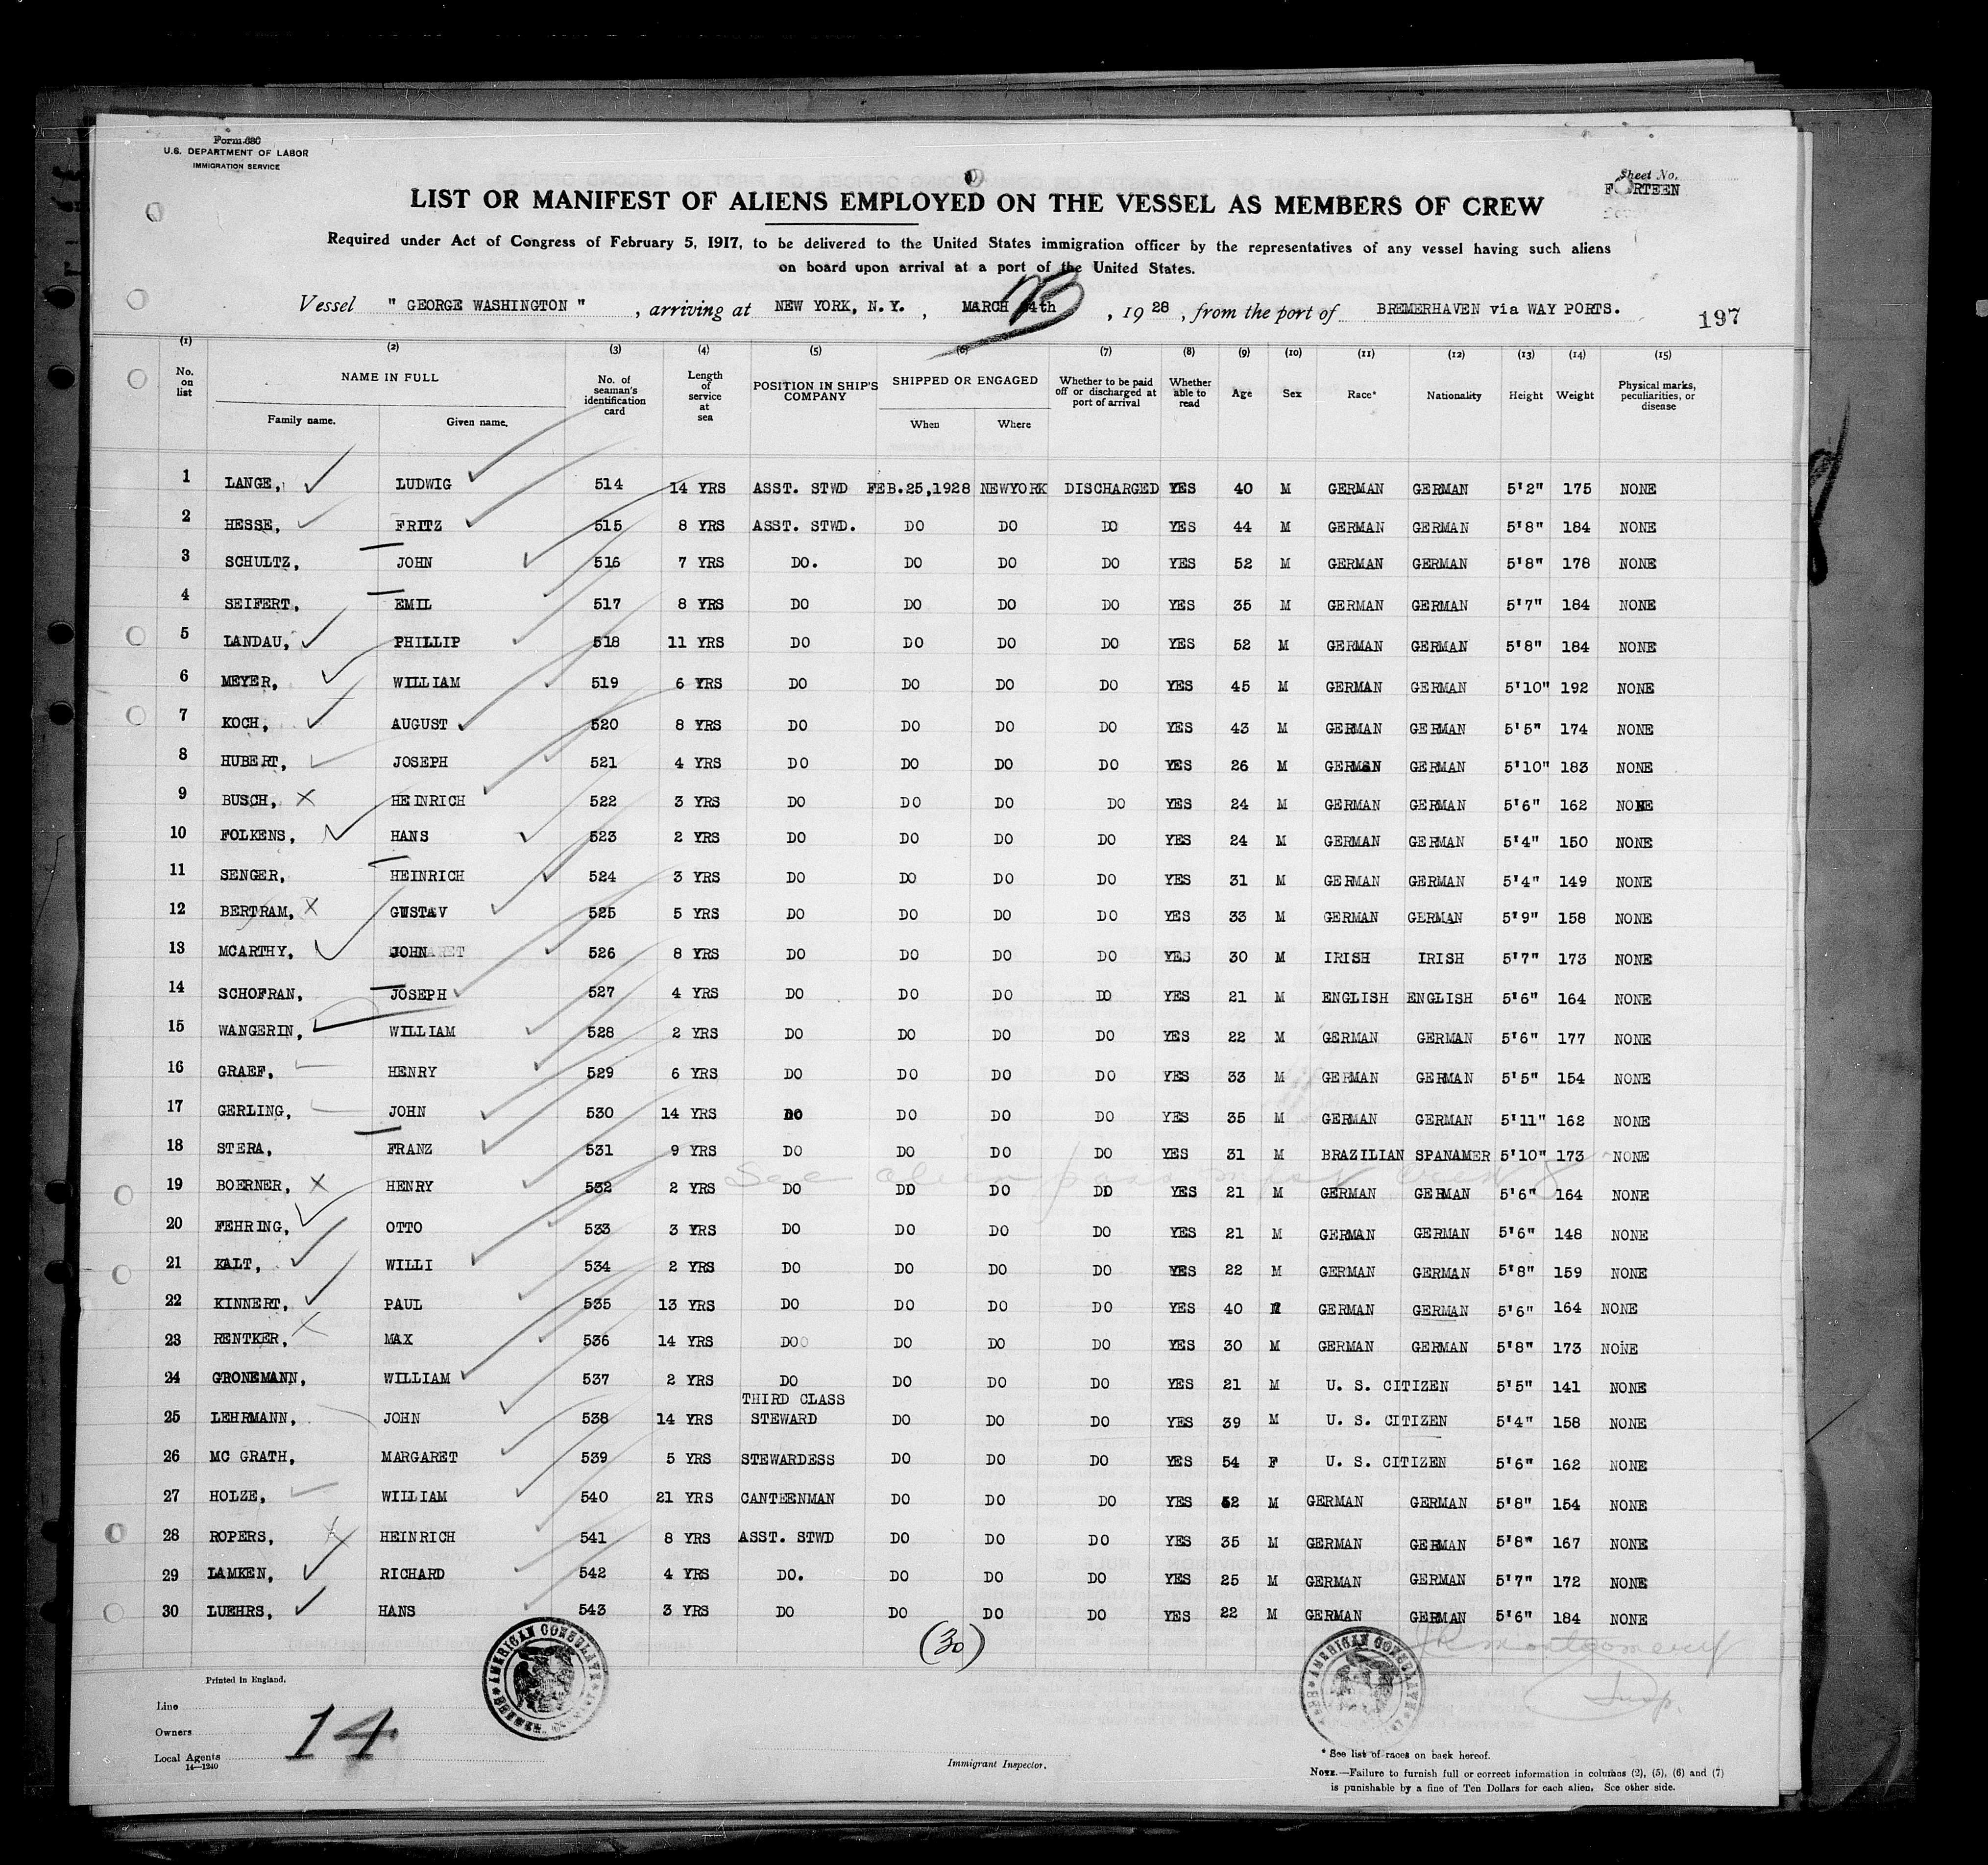 Form 680
U.S. DEPARTMENT OF LABOR
IMMIGRATION SERVICE
Sheet No.
FORTEEN
LIST OR MANIFEST OF ALIENS EMPLOYED ON THE VESSEL AS MEMBERS OF CREW
Required under Act of Congress of February 5, 1917, to be delivered to the United States immigration officer by the representatives of any vessel having such aliens
on board upon arrival at a port of the United States.
Vessel " GEORGE WASHINGTON " , arriving at NEW YORK, N.Y. , MARCH 23 , 19 28 , from the port of BREMERHAVEN via WAY PORTS.
197
(1) (2) (3) (4) (5) (6) (7) (8) (9) (10) (11) (12) (13) (14) (15)
No. on list NAME IN FULL Family name. Given name. No. of seaman's identification card Length of service at sea POSITION IN SHIP'S COMPANY SHIPPED OR ENGAGED When Where Whether to be paid off or discharged at port of arrival Whether able to read Age Sex Race* Nationality Height Weight Physical marks, peculiarities, or disease
1 LANGE, LUDWIG 514 14 YRS ASST. STWD FEB.25,1928 NEWYORK DISCHARGED YES 40 M GERMAN GERMAN 5'2" 175 NONE
2 HESSE, FRITZ 515 8 YRS ASST. STWD. DO DO DO YES 44 M GERMAN GERMAN 5'8" 184 NONE
3 SCHULTZ, JOHN 516 7 YRS DO. DO DO DO YES 52 M GERMAN GERMAN 5'8" 178 NONE
4 SEIFERT, EMIL 517 8 YRS DO DO DO DO YES 35 M GERMAN GERMAN 5'7" 184 NONE
5 LANDAU, PHILLIP 518 11 YRS DO DO DO DO YES 52 M GERMAN GERMAN 5'8" 184 NONE
6 MEYER, WILLIAM 519 6 YRS DO DO DO DO YES 45 M GERMAN GERMAN 5'10" 192 NONE
7 KOCH, AUGUST 520 8 YRS DO DO DO DO YES 43 M GERMAN GERMAN 5'5" 174 NONE
8 HUBERT, JOSEPH 521 4 YRS DO DO DO DO YES 26 M GERMAN GERMAN 5'10" 183 NONE
9 BUSCH, X HEINRICH 522 3 YRS DO DO DO DO YES 24 M GERMAN GERMAN 5'6" 162 NONE
10 FOLKENS, HANS 523 2 YRS DO DO DO DO YES 24 M GERMAN GERMAN 5'4" 150 NONE
11 SENGER, HEINRICH 524 3 YRS DO DO DO DO YES 31 M GERMAN GERMAN 5'4" 149 NONE
12 BERTRAM, X GUSTAV 525 5 YRS DO DO DO DO YES 33 M GERMAN GERMAN 5'9" 158 NONE
13 MCARTHY, JOHN 526 8 YRS DO DO DO DO YES 30 M IRISH IRISH 5'7" 173 NONE
14 SCHOFRAN, JOSEPH 527 4 YRS DO DO DO DO YES 21 M ENGLISH ENGLISH 5'6" 164 NONE
15 WANGERIN, WILLIAM 528 2 YRS DO DO DO DO YES 22 M GERMAN GERMAN 5'6" 177 NONE
16 GRAEF, HENRY 529 6 YRS DO DO DO DO YES 33 M GERMAN GERMAN 5'5" 154 NONE
17 GERLING, JOHN 530 14 YRS DO DO DO DO YES 35 M GERMAN GERMAN 5'11" 162 NONE
18 STERA, FRANZ 531 9 YRS DO DO DO DO YES 31 M BRAZILIAN SPANAMER 5'10" 173 NONE
19 BOERNER, X HENRY 532 2 YRS DO DO DO DD YES 21 M GERMAN GERMAN 5'6" 164 NONE
20 FEHRING, OTTO 533 3 YRS DO DO DO DO YES 21 M GERMAN GERMAN 5'6" 148 NONE
21 KALT, WILLI 534 2 YRS DO DO DO DO YES 22 M GERMAN GERMAN 5'8" 159 NONE
22 KINNERT, PAUL 535 13 YRS DO DO DO DO YES 40 M GERMAN GERMAN 5'6" 164 NONE
23 RENTKER, X MAX 536 14 YRS DO DO DO DO YES 30 M GERMAN GERMAN 5'8" 173 NONE
24 GRONEMANN, WILLIAM 537 2 YRS DO DO DO DO YES 21 M U. S. CITIZEN 5'5" 141 NONE
25 LEHRMANN, JOHN 538 14 YRS THIRD CLASS STEWARD DO DO DO YES 39 M U. S. CITIZEN 5'4" 158 NONE
26 MC GRATH, MARGARET 539 5 YRS STEWARDESS DO DO DO YES 54 F U. S. CITIZEN 5'6" 162 NONE
27 HOLZE, WILLIAM 540 21 YRS CANTEENMAN DO DO DO YES 52 M GERMAN GERMAN 5'8" 154 NONE
28 ROPERS, X HEINRICH 541 8 YRS ASST. STWD DO DO DO YES 35 M GERMAN GERMAN 5'8" 167 NONE
29 LAMKEN, RICHARD 542 4 YRS DO. DO DO DO YES 25 M GERMAN GERMAN 5'7" 172 NONE
30 LUEHRS, HANS 543 3 YRS DO DO DO DO YES 22 M GERMAN GERMAN 5'6" 184 NONE
(30)
AMERICAN CONSULATE
AMERICAN CONSULATE
JR Montgomery
Insp.
Printed in England.
Line
Owners
Local Agents
14—1240
14
Immigrant Inspector.
* See list of races on back hereof.
NOTE.—Failure to furnish full or correct information in columns (2), (5), (6) and (7)
is punishable by a fine of Ten Dollars for each alien. See other side.